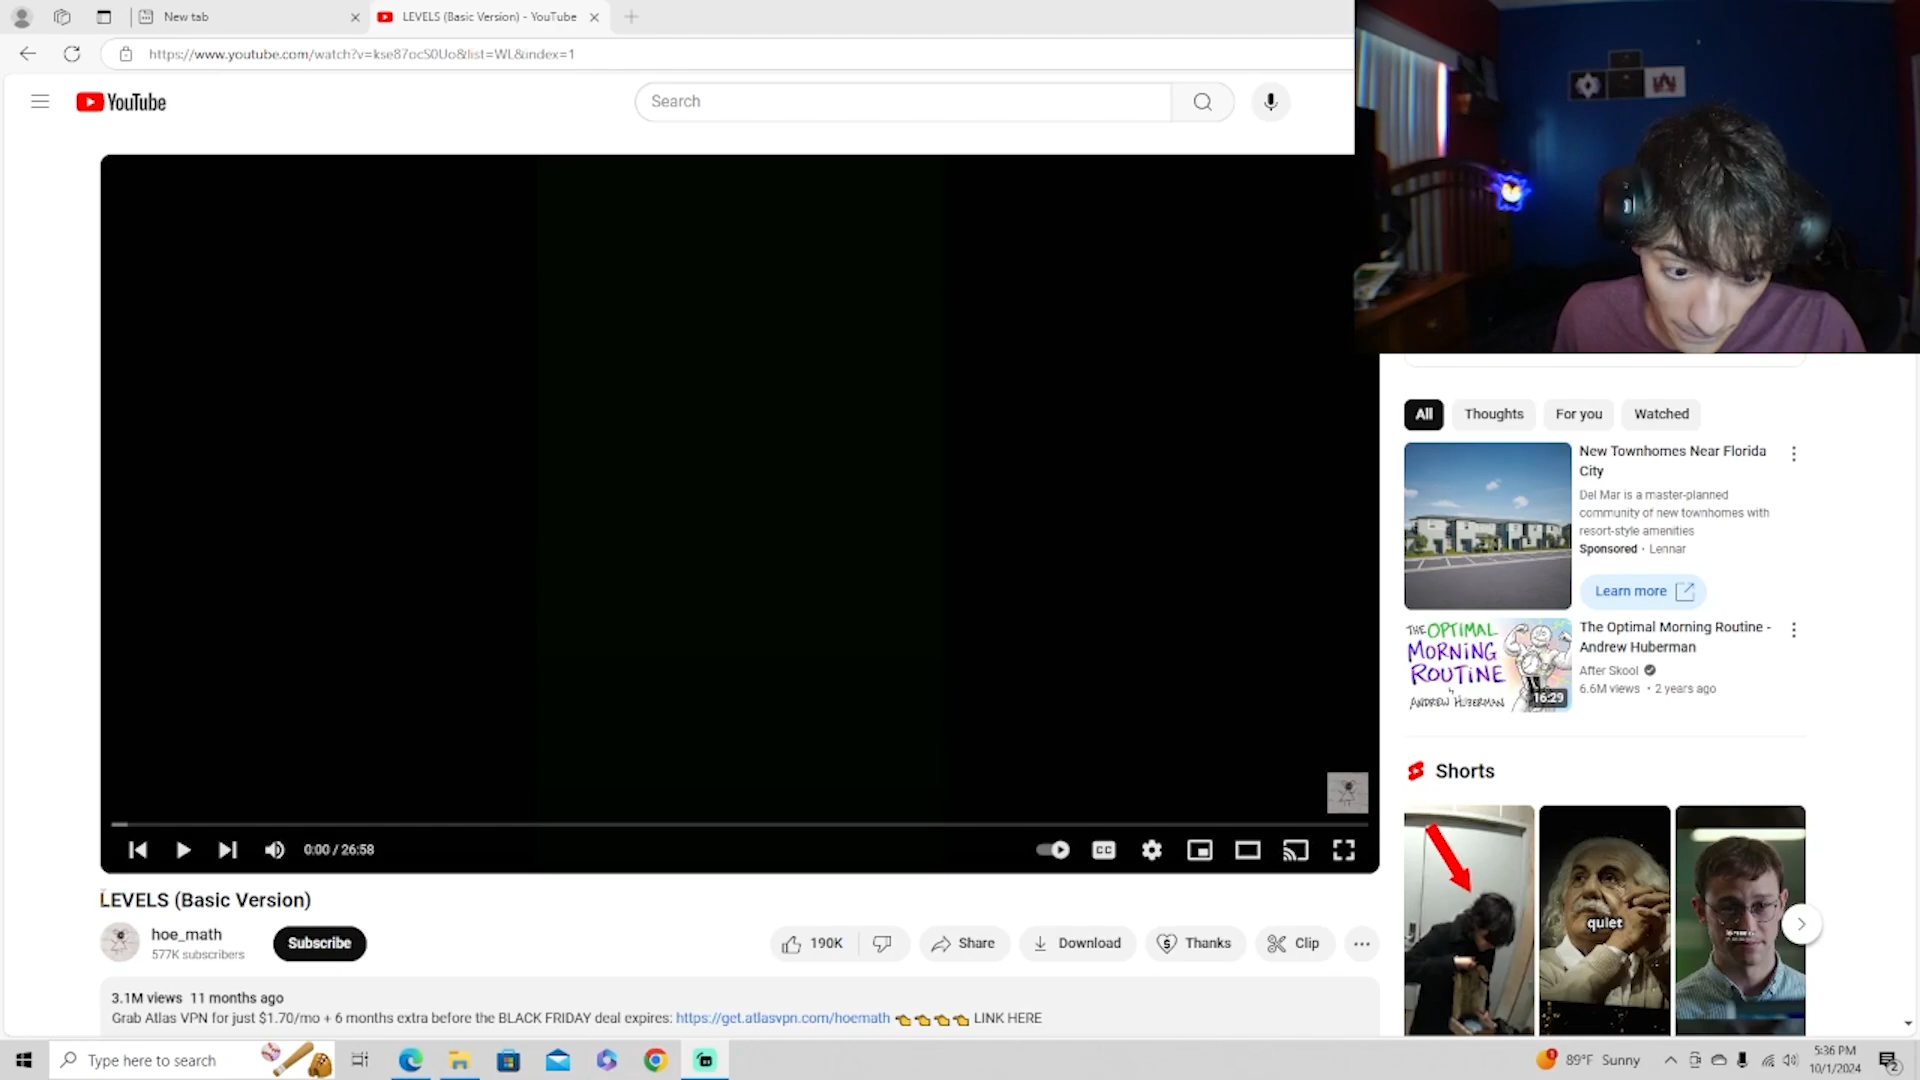 New tab
LEVELS (Basic Version) - YouTube
https://www.youtube.com/watch?v=kse87ocS0Uo&list=WL&index=1
YouTube
Search
0:00 / 26:58
CC
LEVELS (Basic Version)
hoe_math
577K subscribers
Subscribe
190K
Share
Download
Thanks
Clip
3.1M views 11 months ago
Grab Atlas VPN for just $1.70/mo + 6 months extra before the BLACK FRIDAY deal expires: https://get.atlasvpn.com/hoemath 👈👈👈👈 LINK HERE
All
Thoughts
For you
Watched
New Townhomes Near Florida
City
Del Mar is a master-planned
community of new townhomes with
resort-style amenities
Sponsored · Lennar
Learn more
THE OPTIMAL
MORNING
ROUTINE
ANDREW HUBERMAN
16:29
The Optimal Morning Routine -
Andrew Huberman
After Skool
6.6M views · 2 years ago
Shorts
quiet
Type here to search
89°F Sunny
5:36 PM
10/1/2024
2